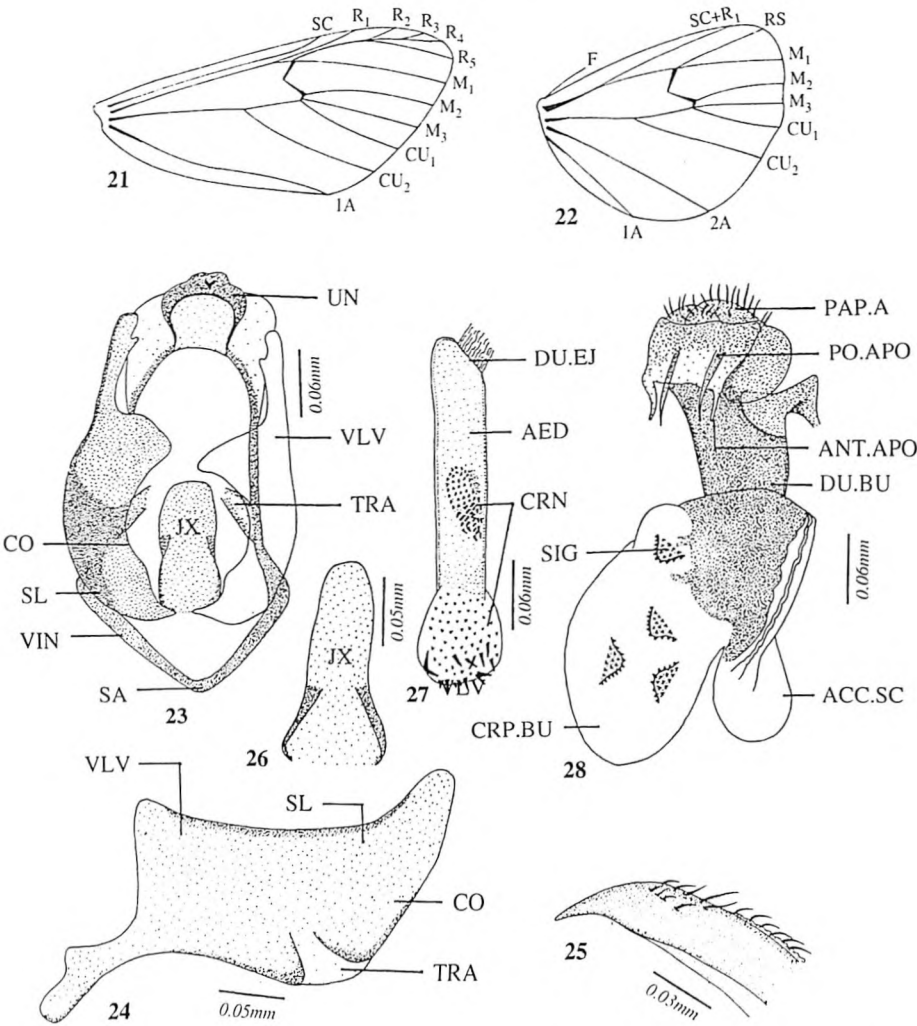 SC
R1
R2
R3
R4
R5
M1
M2
M3
CU1
CU2
1A
21
F
SC+R1
RS
M1
M2
M3
CU1
CU2
2A
1A
22
UN
0.06mm
VLV
TRA
JX
CO
SL
VIN
SA
23
DU.EJ
AED
CRN
0.06mm
VLV
27
JX
0.05mm
26
PAP.A
PO.APO
ANT.APO
DU.BU
SIG
0.06mm
ACC.SC
CRP.BU
28
VLV
SL
CO
TRA
0.05mm
24
25
0.03mm